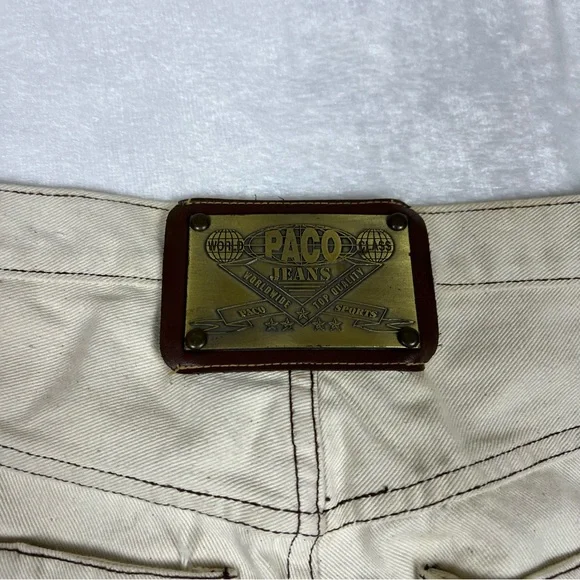 WORLD PACO CLASS
JEANS
WORLDWIDE TOP QUALITY
PACO SPORTS